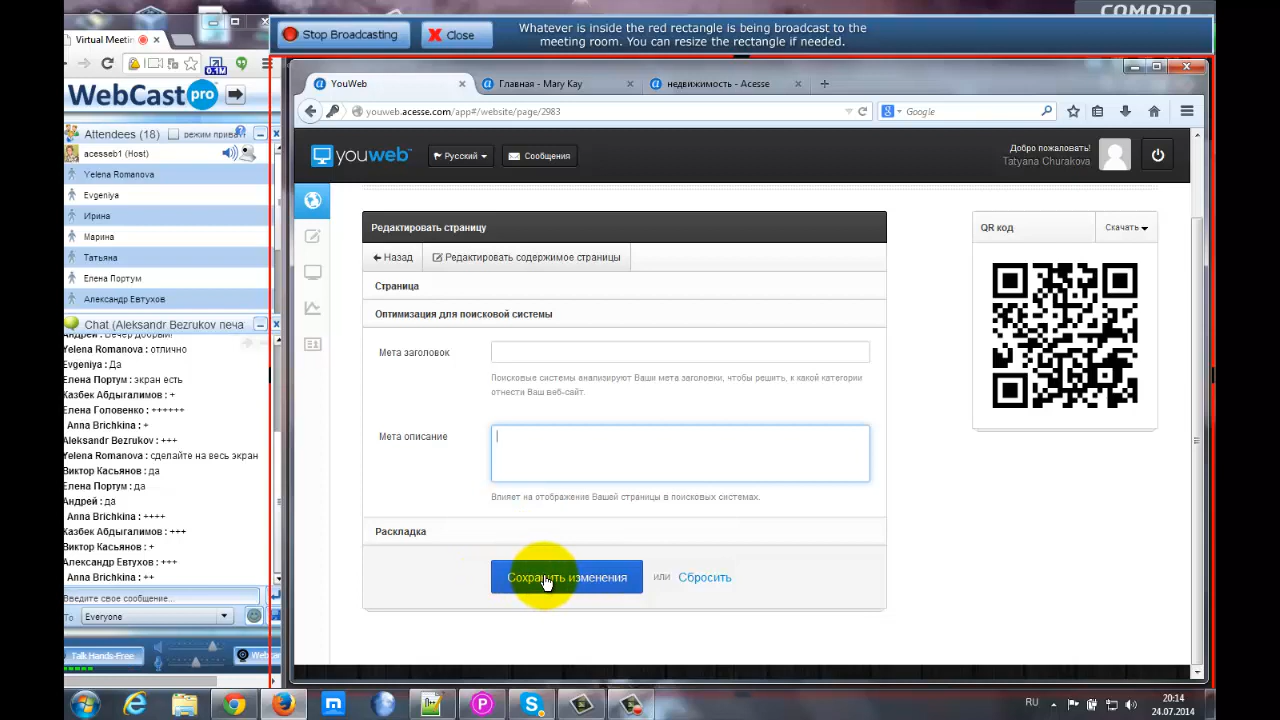 COMODO
Stop Broadcasting
Close
Whatever is inside the red rectangle is being broadcast to the
meeting room. You can resize the rectangle if needed.
Virtual Meeti
0.1M
WebCast pro
Attendees (18)
режим прива
acesseb1 (Host)
Yelena Romanova
Evgeniya
Ирина
Марина
Татьяна
Елена Портум
Александр Евтухов
Chat (Aleksandr Bezrukov печа
Андрей : Вечер добрый!
Yelena Romanova : отлично
Evgeniya : Да
Елена Портум : экран есть
Казбек Абдыгалимов : +
Елена Головенко : ++++++
Anna Brichkina : +
Aleksandr Bezrukov : +++
Yelena Romanova : сделайте на весь экран
Виктор Касьянов : да
Елена Портум : да
Андрей : да
Anna Brichkina : ++++
Казбек Абдыгалимов : +++
Виктор Касьянов : +
Александр Евтухов : +++
Anna Brichkina : ++
Введите свое сообщение...
To
Everyone
Talk Hands-Free
Webca
YouWeb
Главная - Mary Kay
недвижимость - Acesse
youweb.acesse.com/app#/website/page/2983
Google
youweb
Русский
Сообщения
Добро пожаловать!
Tatyana Churakova
Редактировать страницу
Назад
Редактировать содержимое страницы
Страница
Оптимизация для поисковой системы
Мета заголовок
Поисковые системы анализируют Ваши мета заголовки, чтобы решить, к какой категории
отнести Ваш веб-сайт.
Мета описание
Влияет на отображение Вашей страницы в поисковых системах.
Раскладка
Сохранить изменения
или
Сбросить
QR код
Скачать
RU
20:14
24.07.2014